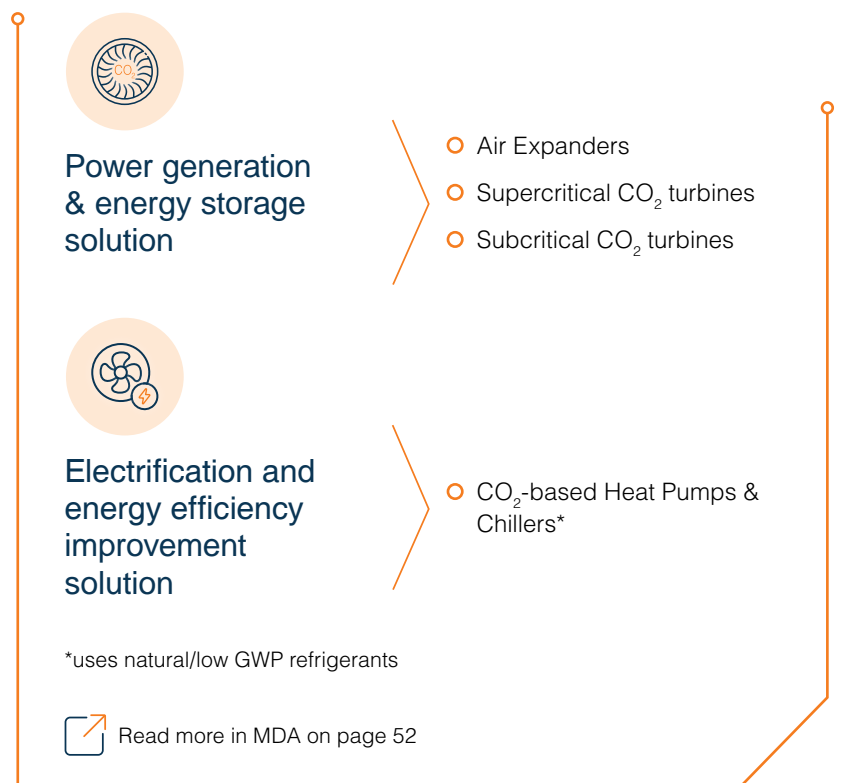 CO₂
Power generation
& energy storage
solution
Air Expanders
Supercritical CO₂ turbines
Subcritical CO₂ turbines
Electrification and
energy efficiency
improvement
solution
CO₂-based Heat Pumps &
Chillers*
*uses natural/low GWP refrigerants
Read more in MDA on page 52